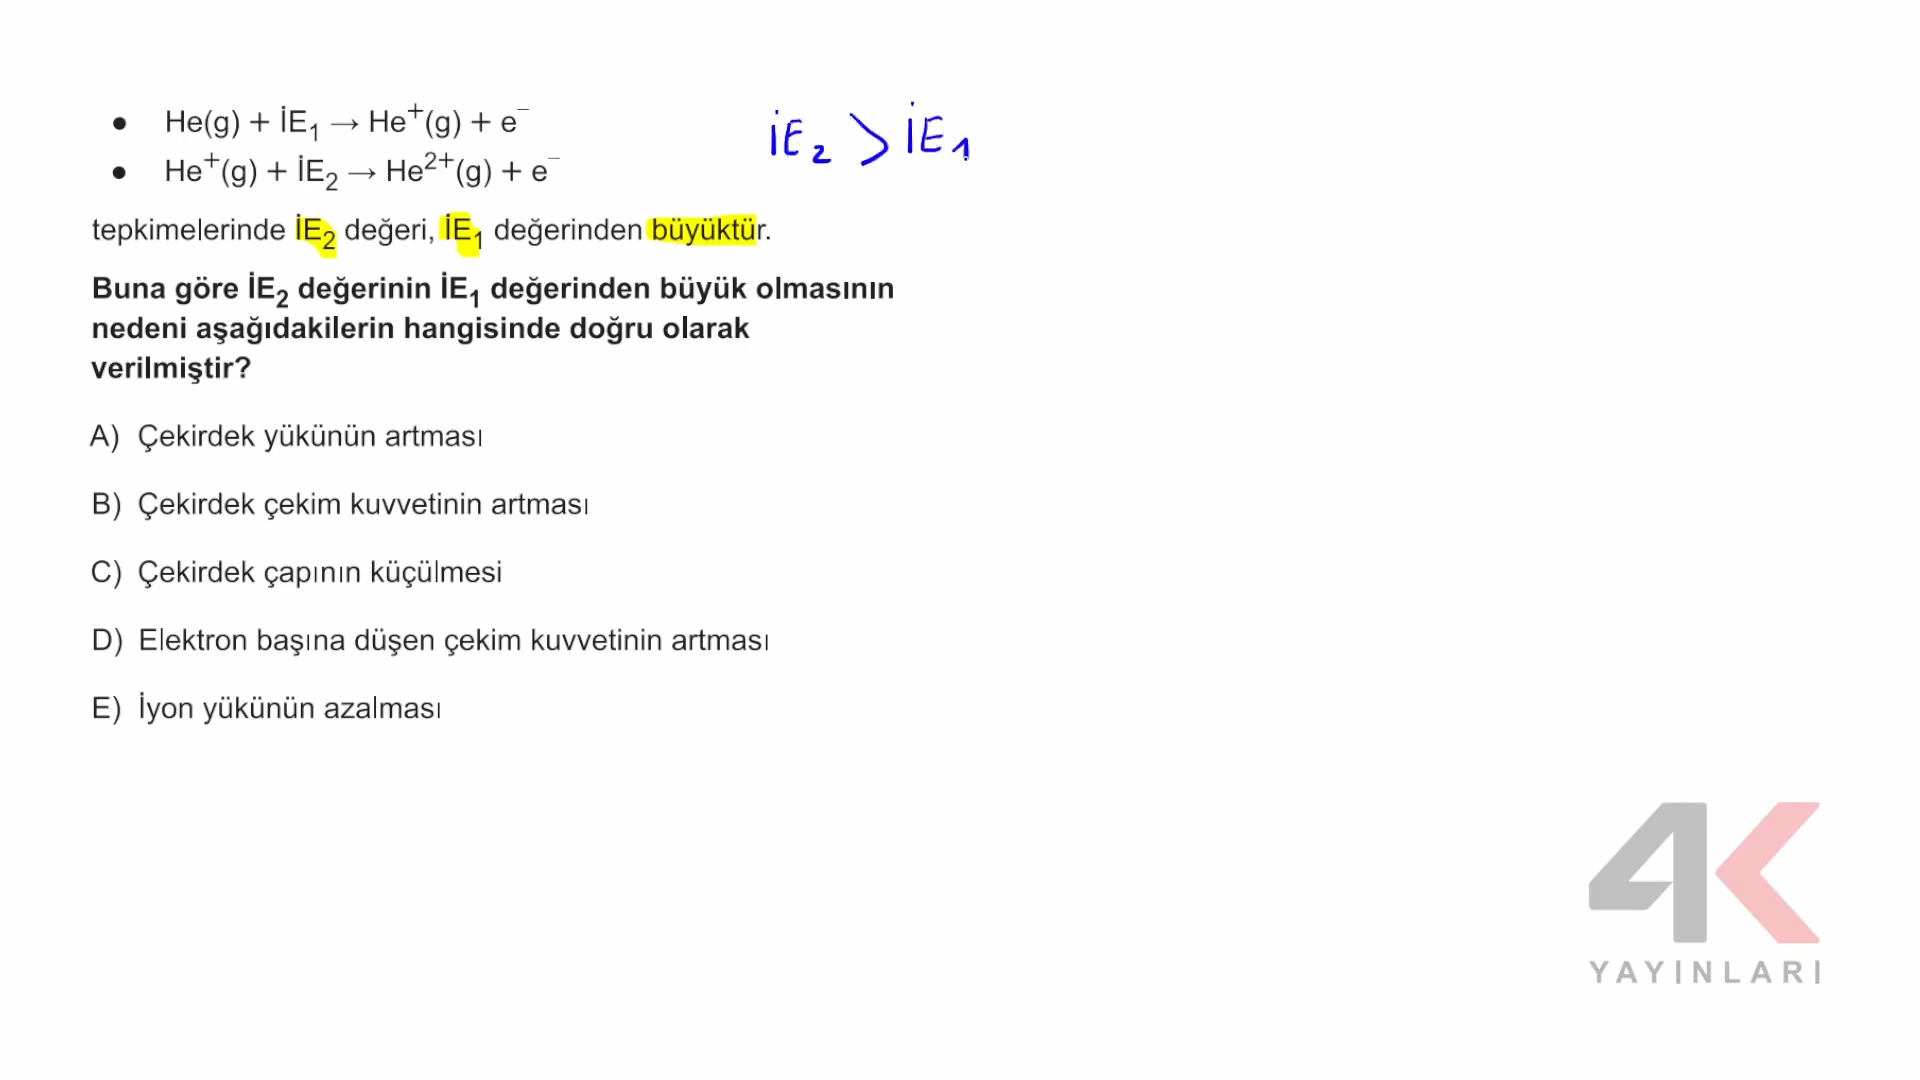 • He(g) + İE₁ → He⁺(g) + e⁻
İE₂ > İE₁
• He⁺(g) + İE₂ → He²⁺(g) + e⁻
tepkimelerinde İE₂ değeri, İE₁ değerinden büyüktür.
Buna göre İE₂ değerinin İE₁ değerinden büyük olmasının
nedeni aşağıdakilerin hangisinde doğru olarak
verilmiştir?
A) Çekirdek yükünün artması
B) Çekirdek çekim kuvvetinin artması
C) Çekirdek çapının küçülmesi
D) Elektron başına düşen çekim kuvvetinin artması
E) İyon yükünün azalması
4K
YAYINLARI